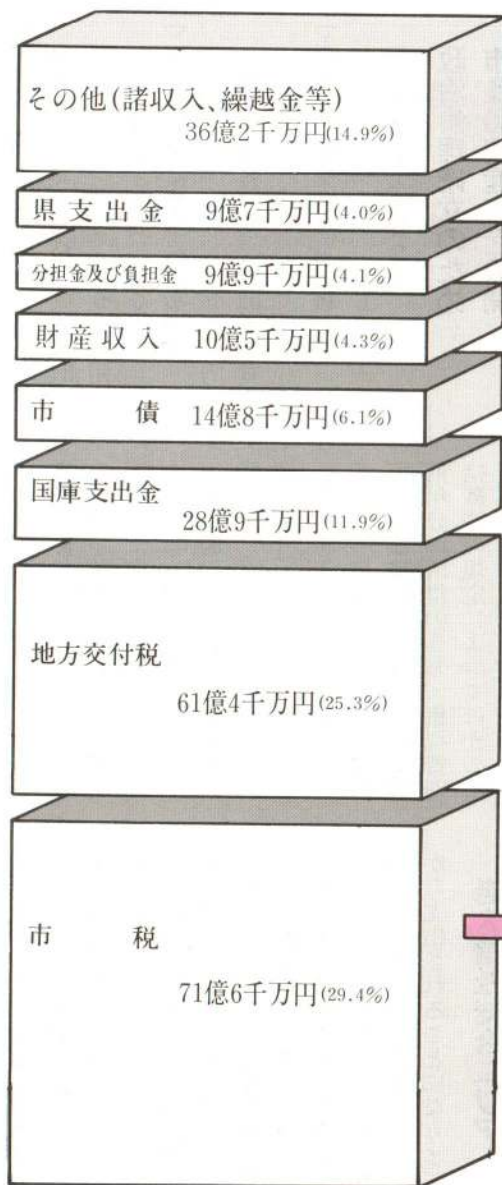 その他(諸収入、繰越金等)
36億2千万円(14.9%)
県支出金 9億7千万円(4.0%)
分担金及び負担金 9億9千万円(4.1%)
財産収入 10億5千万円(4.3%)
市債 14億8千万円(6.1%)
国庫支出金
28億9千万円(11.9%)
地方交付税
61億4千万円(25.3%)
市税
71億6千万円(29.4%)